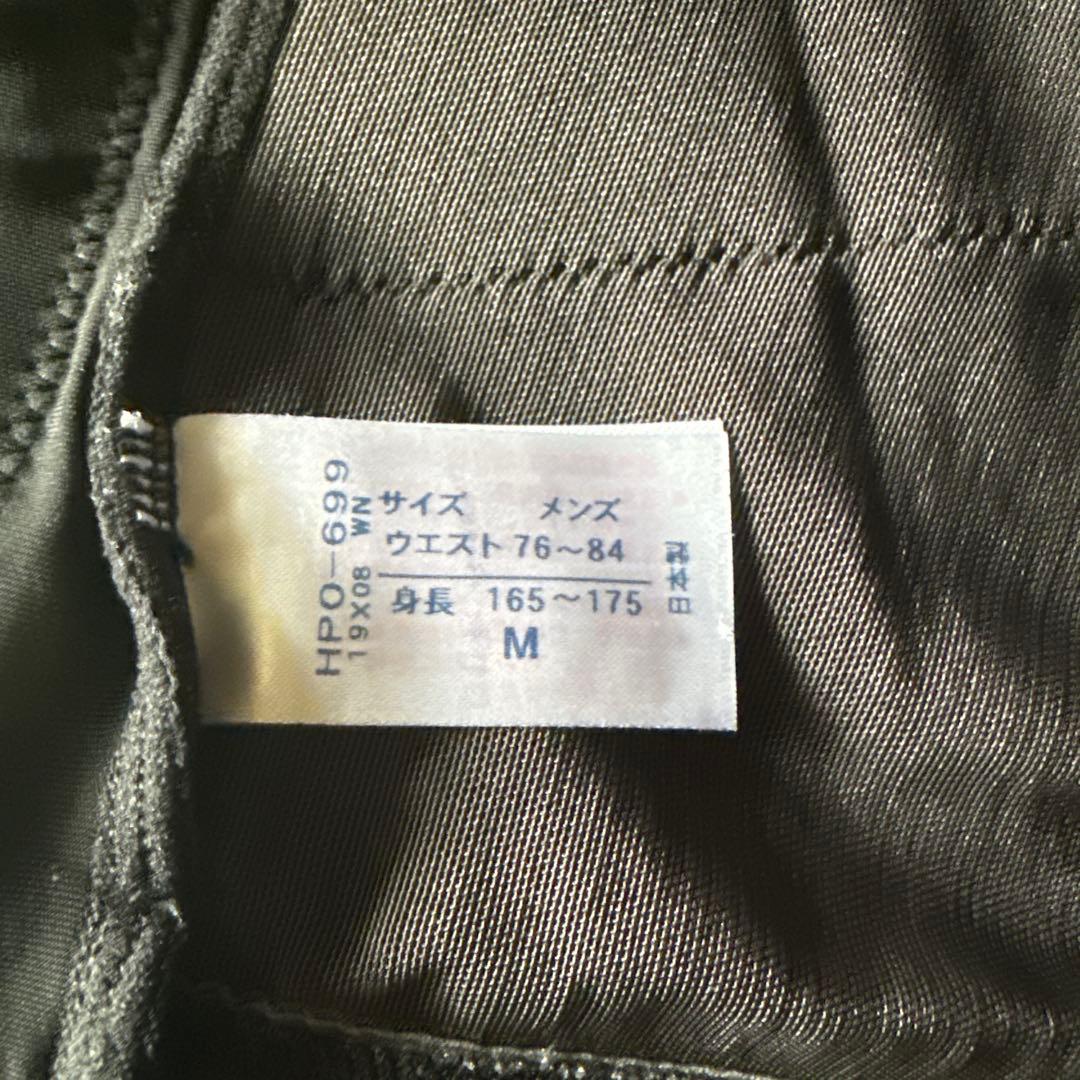 HPO-699
19X08 WN
サイズ メンズ
ウエスト 76～84
身長 165～175
M
日本製